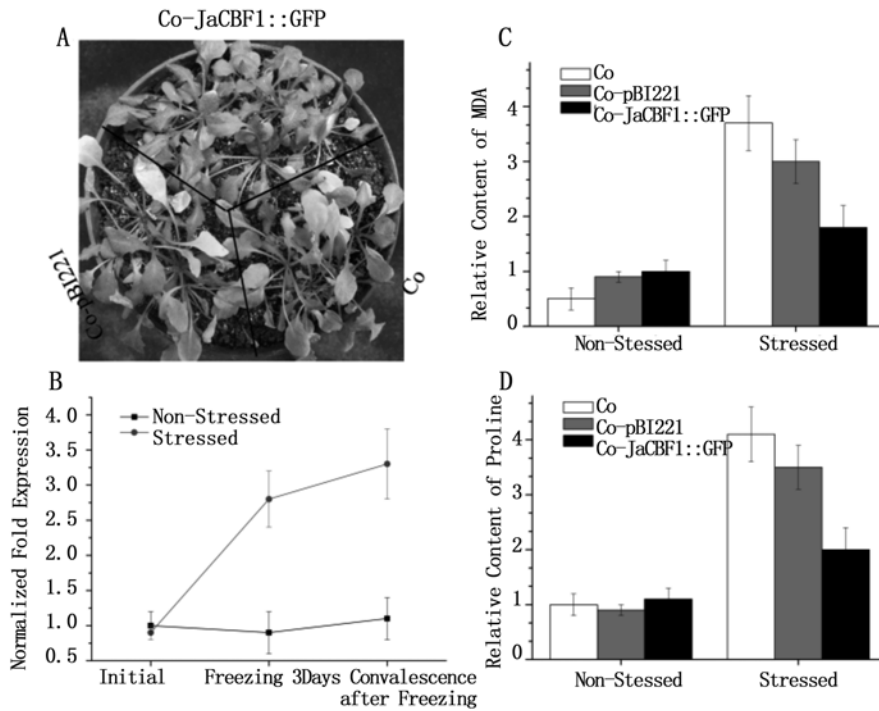 Co-JaCBF1::GFP
A
Co-pBI221
Co
B
Normalized Fold Expression
4.0
3.5
3.0
2.5
2.0
1.5
1.0
0.5
Non-Stressed
Stressed
Initial
Freezing
3Days Convalescence
after Freezing
C
Relative Content of MDA
4
3
2
1
0
Co
Co-pBI221
Co-JaCBF1::GFP
Non-Stessed
Stressed
D
Relative Content of Proline
4
3
2
1
0
Co
Co-pBI221
Co-JaCBF1::GFP
Non-Stressed
Stressed